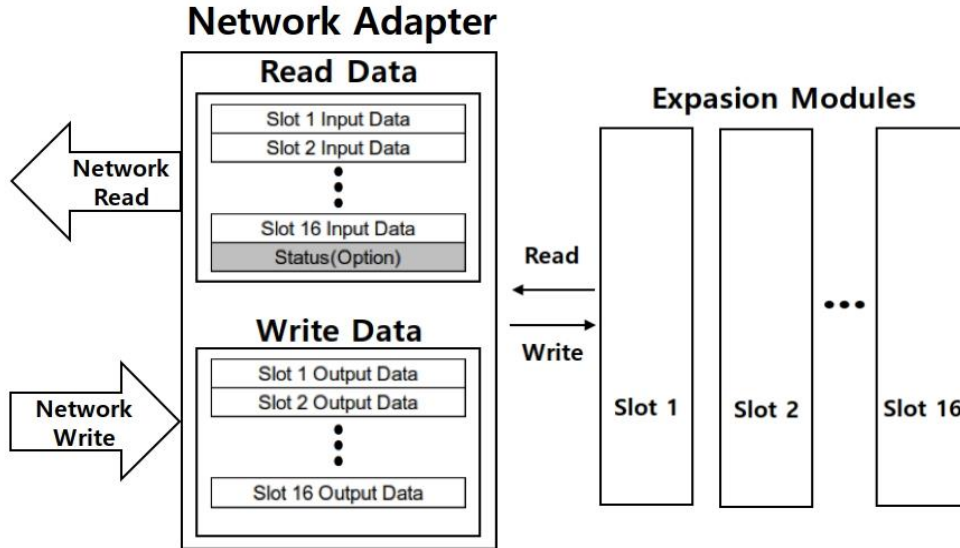 Network Adapter
Read Data
Slot 1 Input Data
Slot 2 Input Data
Slot 16 Input Data
Status(Option)
Network
Read
Write Data
Slot 1 Output Data
Slot 2 Output Data
Slot 16 Output Data
Network
Write
Read
Write
Expasion Modules
Slot 1
Slot 2
Slot 16